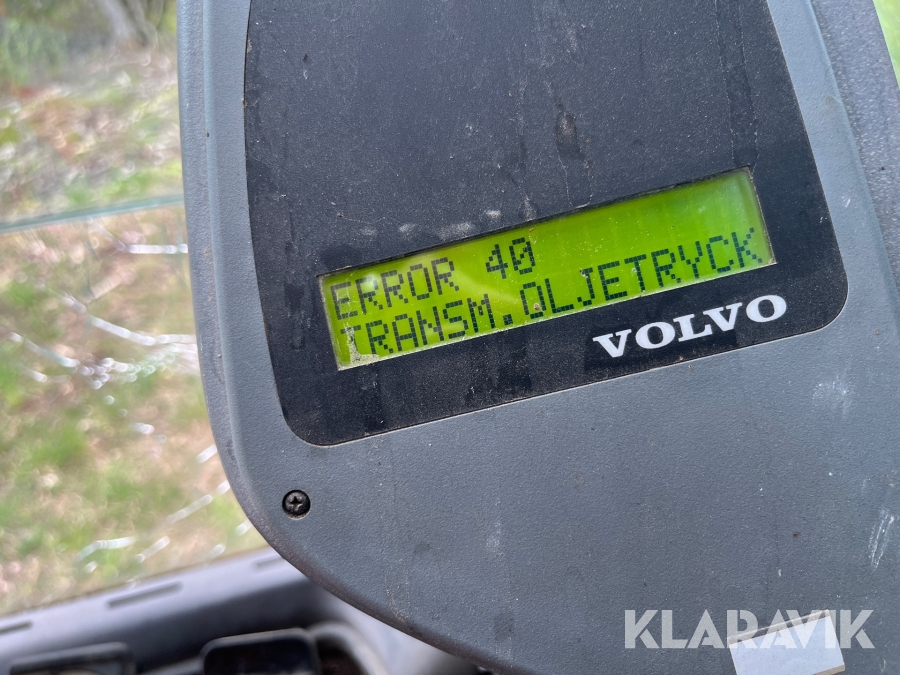 ERROR 40
TRANSM.OLJETRYCK
VOLVO
KLARAVIK